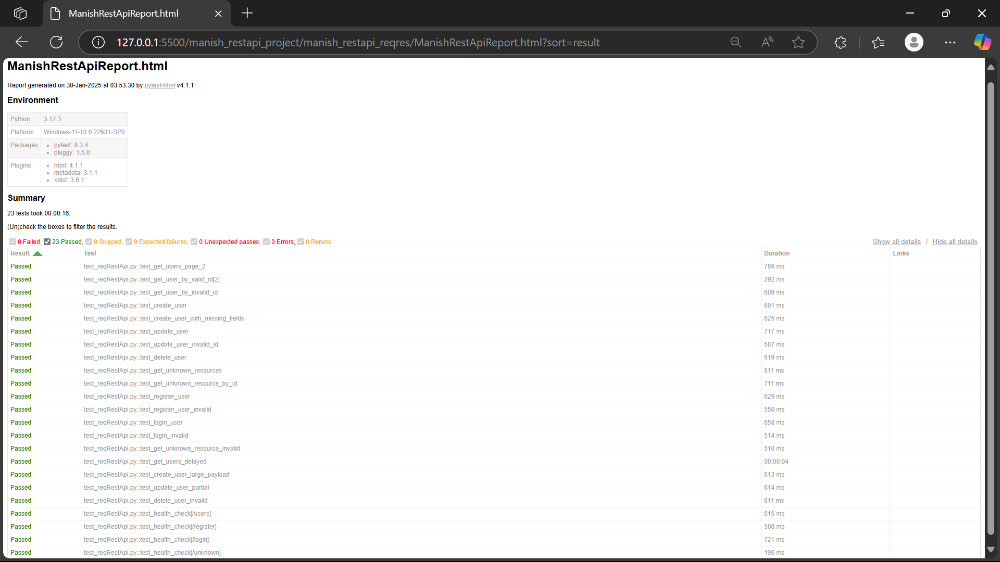 ManishRestApiReport.html
127.0.0.1:5500/manish_restapi_project/manish_restapi_reqres/ManishRestApiReport.html?sort=result
ManishRestApiReport.html
Report generated on 30-Jan-2025 at 03:53:30 by pytest-html v4.1.1
Environment
Python 3.12.3
Platform Windows-11-10.0.22631-SP0
Packages
pytest: 8.3.4
pluggy: 1.5.0
Plugins
html: 4.1.1
metadata: 3.1.1
xdist: 3.6.1
Summary
23 tests took 00:00:16.
(Un)check the boxes to filter the results.
0 Failed, 23 Passed, 0 Skipped, 0 Expected failures, 0 Unexpected passes, 0 Errors, 0 Reruns Show all details / Hide all details
Result Test Duration Links
Passed test_reqRestApi.py::test_get_users_page_2 786 ms
Passed test_reqRestApi.py::test_get_user_by_valid_id[2] 292 ms
Passed test_reqRestApi.py::test_get_user_by_invalid_id 609 ms
Passed test_reqRestApi.py::test_create_user 601 ms
Passed test_reqRestApi.py::test_create_user_with_missing_fields 625 ms
Passed test_reqRestApi.py::test_update_user 717 ms
Passed test_reqRestApi.py::test_update_user_invalid_id 507 ms
Passed test_reqRestApi.py::test_delete_user 619 ms
Passed test_reqRestApi.py::test_get_unknown_resources 611 ms
Passed test_reqRestApi.py::test_get_unknown_resource_by_id 711 ms
Passed test_reqRestApi.py::test_register_user 629 ms
Passed test_reqRestApi.py::test_register_user_invalid 550 ms
Passed test_reqRestApi.py::test_login_user 658 ms
Passed test_reqRestApi.py::test_login_invalid 514 ms
Passed test_reqRestApi.py::test_get_unknown_resource_invalid 510 ms
Passed test_reqRestApi.py::test_get_users_delayed 00:00:04
Passed test_reqRestApi.py::test_create_user_large_payload 613 ms
Passed test_reqRestApi.py::test_update_user_partial 614 ms
Passed test_reqRestApi.py::test_delete_user_invalid 611 ms
Passed test_reqRestApi.py::test_health_check[/users] 615 ms
Passed test_reqRestApi.py::test_health_check[/register] 508 ms
Passed test_reqRestApi.py::test_health_check[/login] 721 ms
Passed test_reqRestApi.py::test_health_check[/unknown] 196 ms